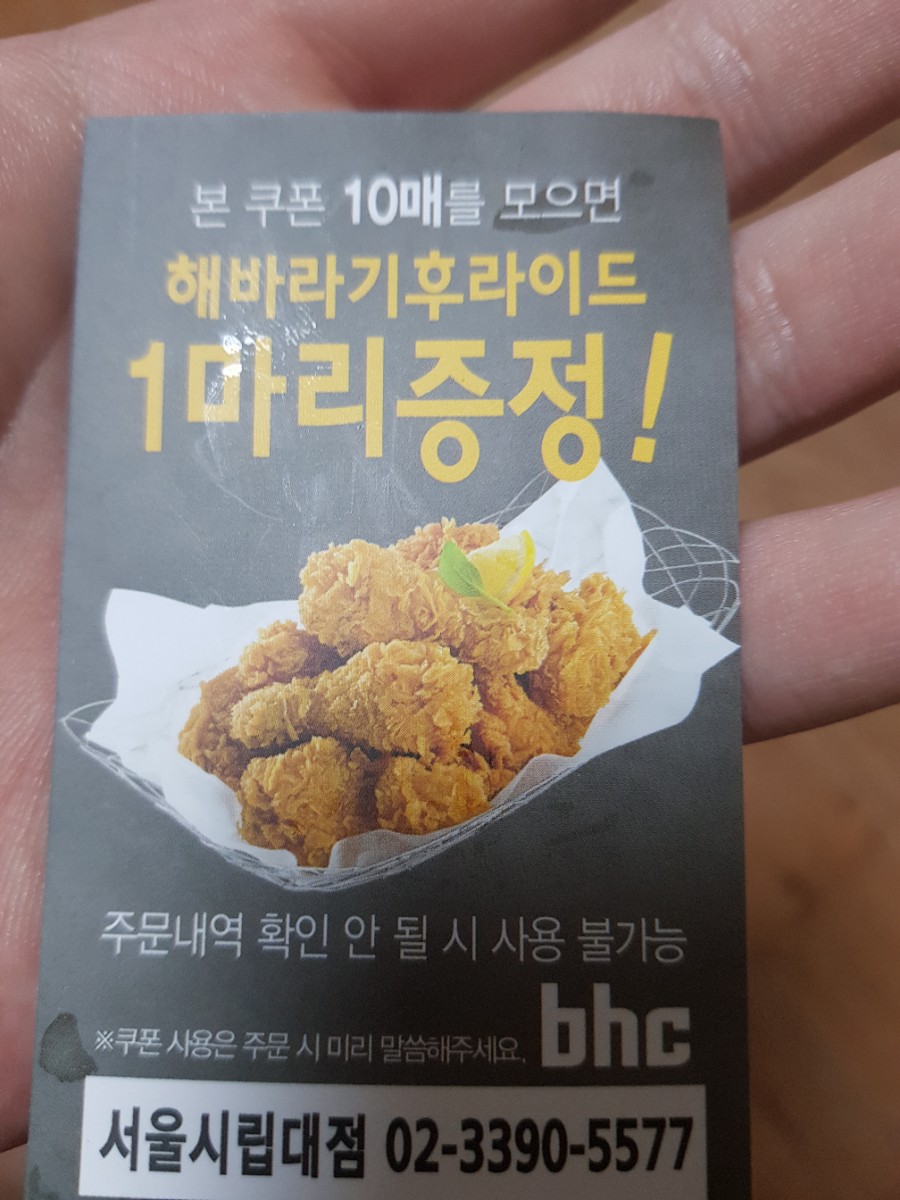 본 쿠폰 10매를 모으면
해바라기후라이드
1마리증정!
주문내역 확인 안 될 시 사용 불가능
※쿠폰 사용은 주문 시 미리 말씀해주세요.
bhc
서울시립대점 02-3390-5577